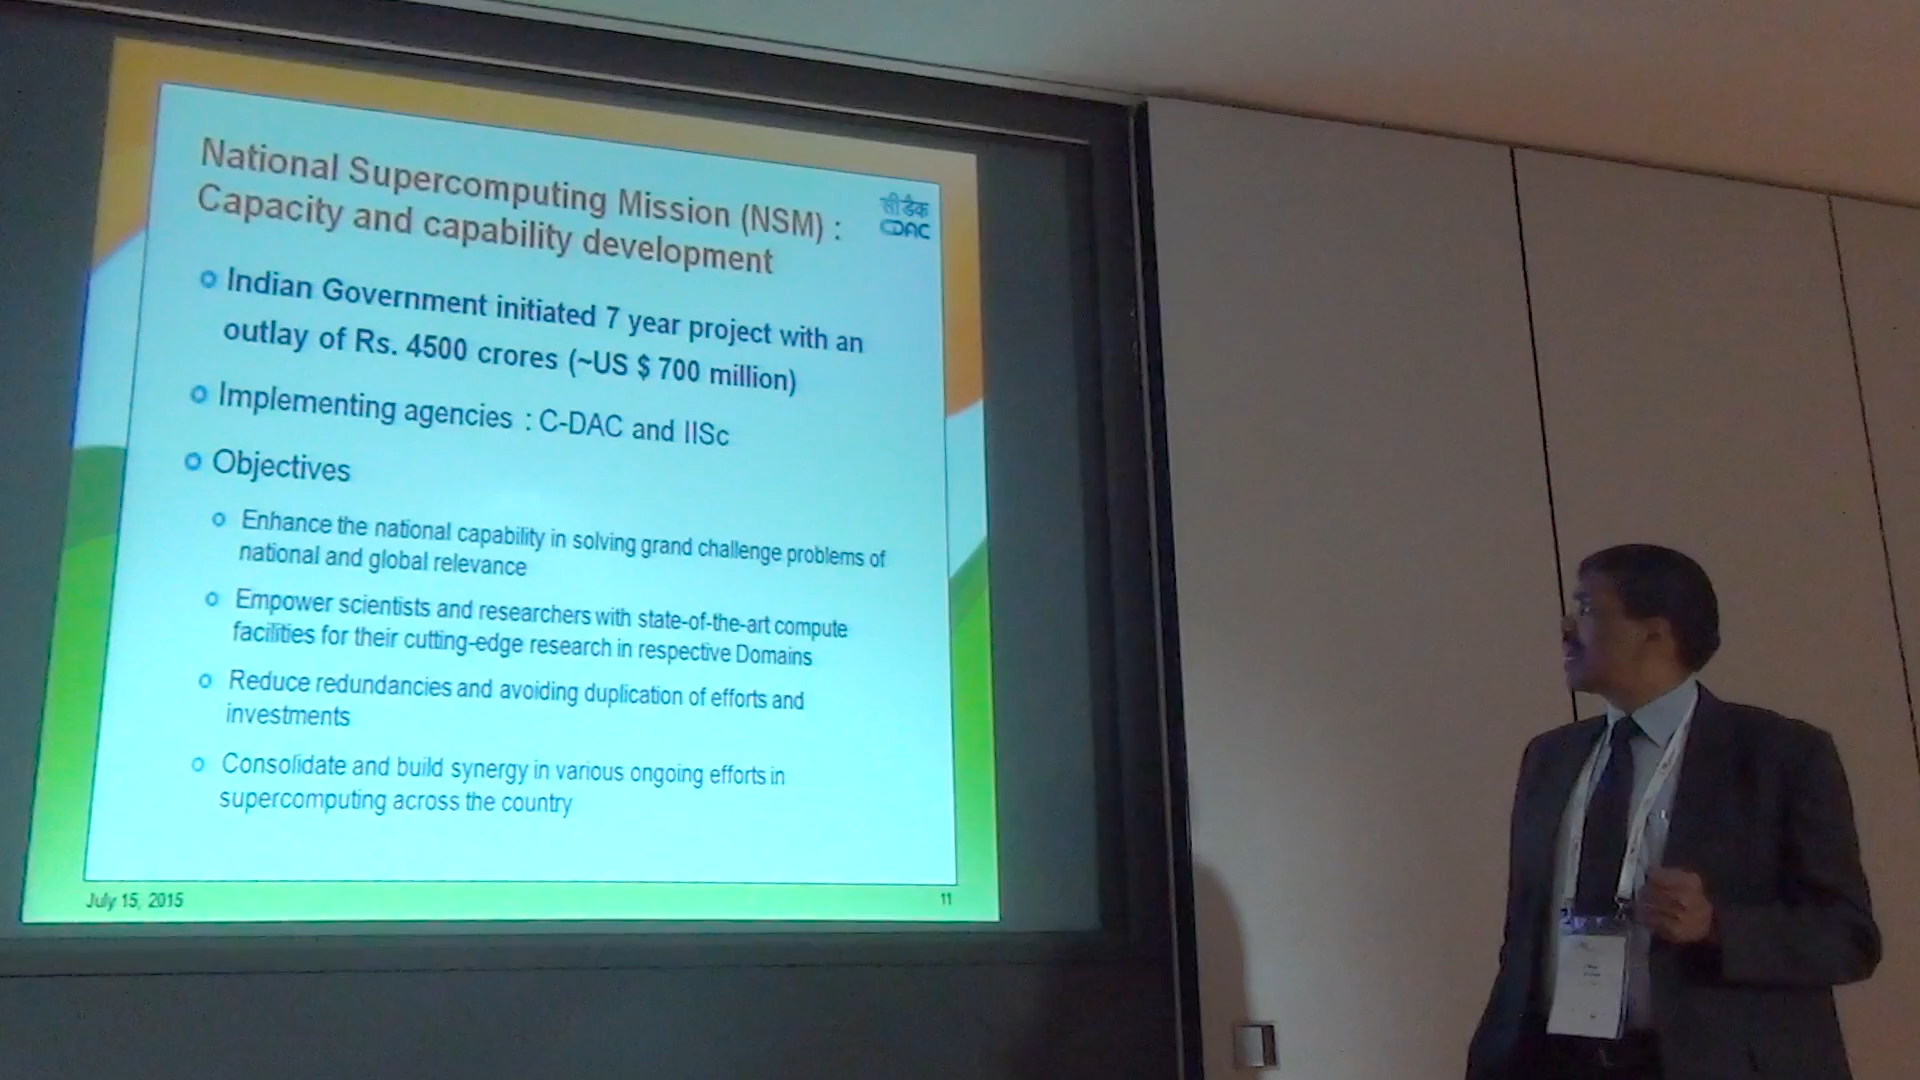 National Supercomputing Mission (NSM) :
Capacity and capability development
सी डैक
CDAC
Indian Government initiated 7 year project with an
outlay of Rs. 4500 crores (~US $ 700 million)
Implementing agencies : C-DAC and IISc
Objectives
Enhance the national capability in solving grand challenge problems of
national and global relevance
Empower scientists and researchers with state-of-the-art compute
facilities for their cutting-edge research in respective Domains
Reduce redundancies and avoiding duplication of efforts and
investments
Consolidate and build synergy in various ongoing efforts in
supercomputing across the country
July 15, 2015
11